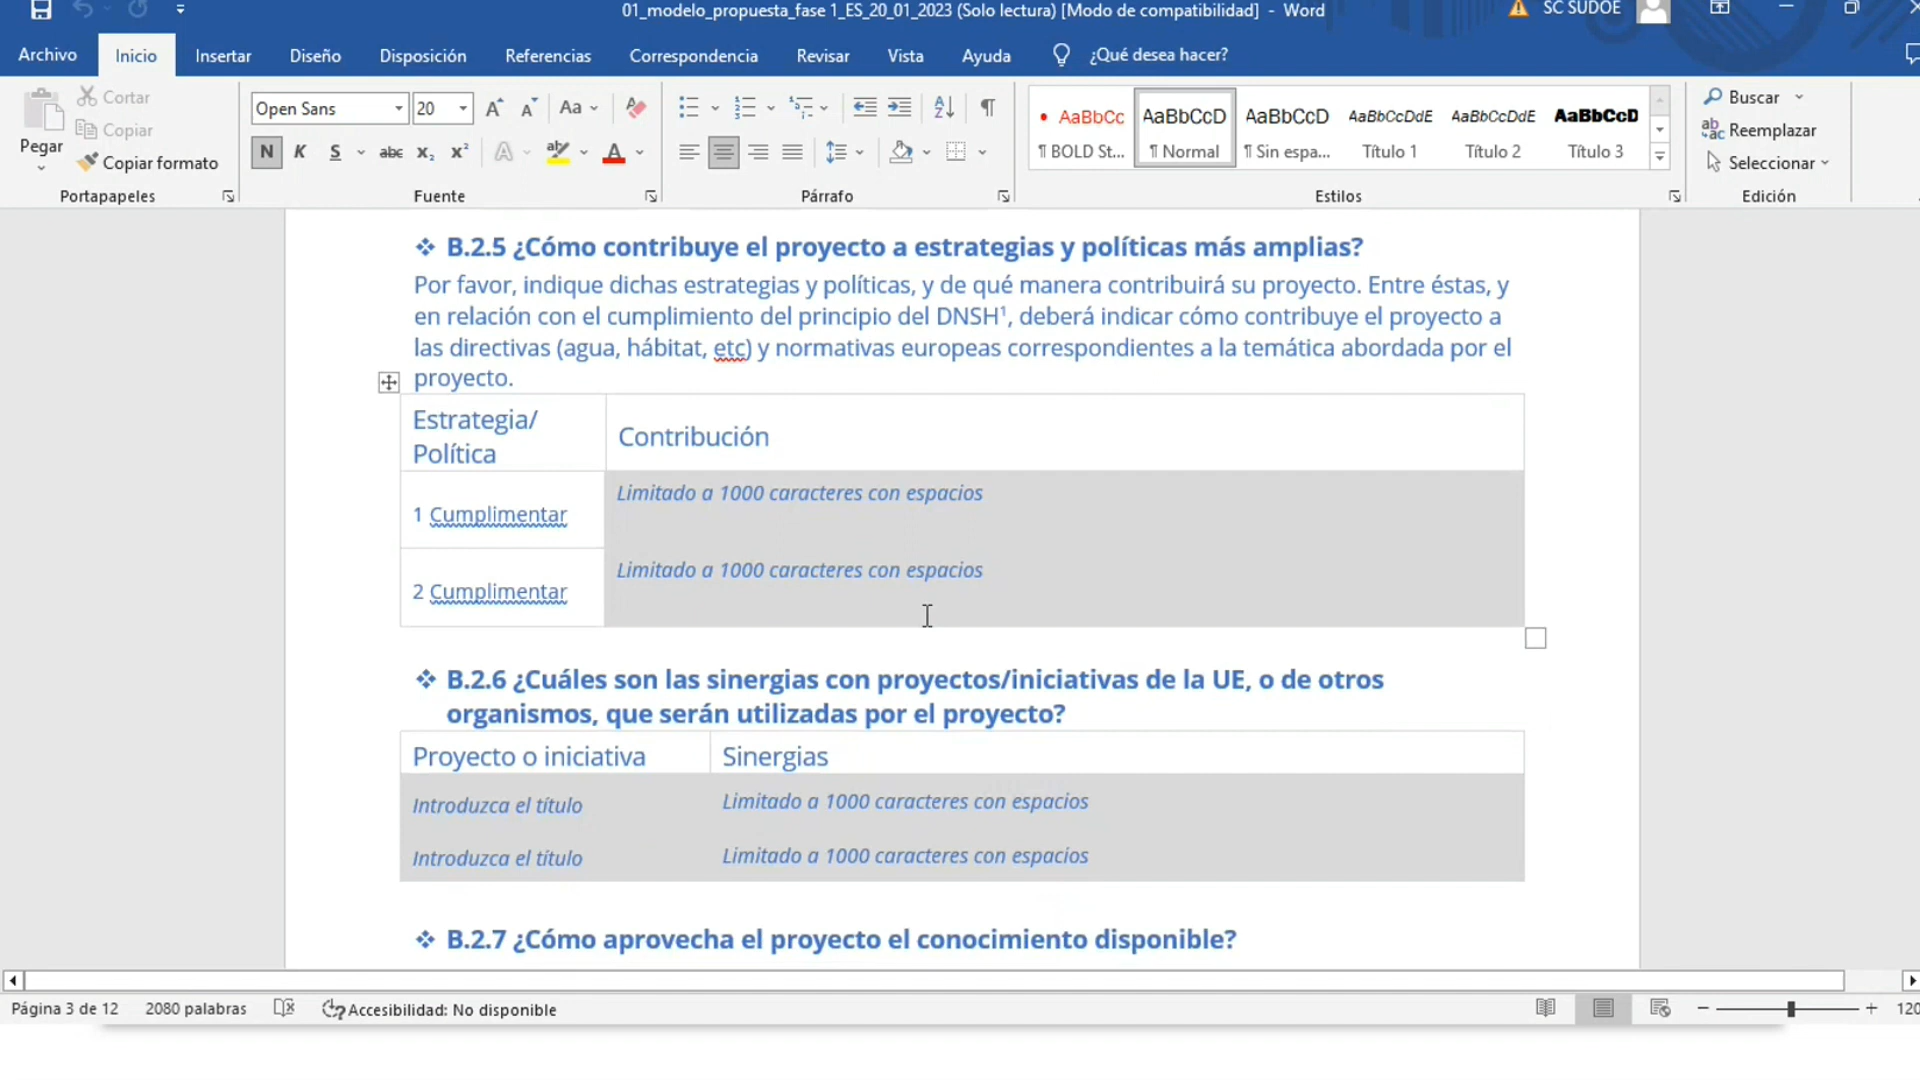 01_modelo_propuesta_fase 1_ES_20_01_2023 (Solo lectura) [Modo de compatibilidad] - Word
SC SUDOE
Archivo
Inicio
Insertar
Diseño
Disposición
Referencias
Correspondencia
Revisar
Vista
Ayuda
¿Qué desea hacer?
Pegar
Cortar
Copiar
Copiar formato
Portapapeles
Open Sans
20
Aa
N K S abc x₂ x² A aby A
Fuente
Párrafo
AaBbCc
¶ BOLD St...
AaBbCcD
¶ Normal
AaBbCcD
¶ Sin espa...
AaBbCcDdE
Título 1
AaBbCcDdE
Título 2
AaBbCcD
Título 3
Estilos
Buscar
Reemplazar
Seleccionar
Edición
B.2.5 ¿Cómo contribuye el proyecto a estrategias y políticas más amplias?
Por favor, indique dichas estrategias y políticas, y de qué manera contribuirá su proyecto. Entre éstas, y
en relación con el cumplimiento del principio del DNSH¹, deberá indicar cómo contribuye el proyecto a
las directivas (agua, hábitat, etc) y normativas europeas correspondientes a la temática abordada por el
proyecto.
Estrategia/
Política
Contribución
1 Cumplimentar
Limitado a 1000 caracteres con espacios
2 Cumplimentar
Limitado a 1000 caracteres con espacios
B.2.6 ¿Cuáles son las sinergias con proyectos/iniciativas de la UE, o de otros
organismos, que serán utilizadas por el proyecto?
Proyecto o iniciativa
Sinergias
Introduzca el título
Limitado a 1000 caracteres con espacios
Introduzca el título
Limitado a 1000 caracteres con espacios
B.2.7 ¿Cómo aprovecha el proyecto el conocimiento disponible?
Página 3 de 12
2080 palabras
Accesibilidad: No disponible
120